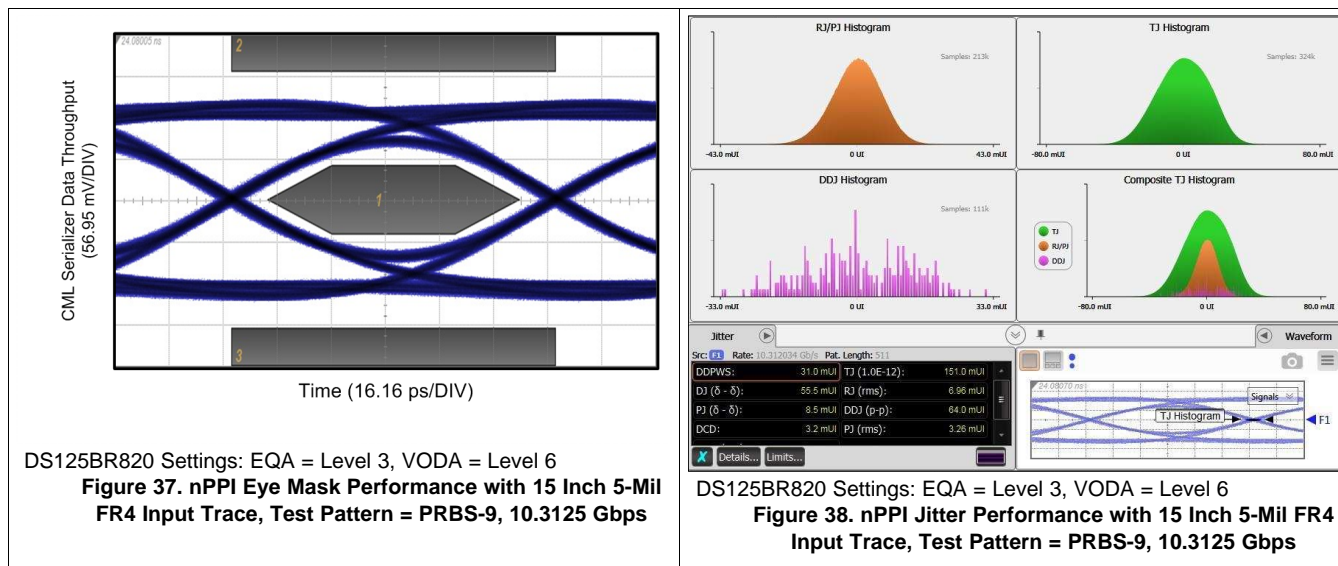 24.08005 ns
2
1
3
CML Serializer Data Throughput
(56.95 mV/DIV)
Time (16.16 ps/DIV)
DS125BR820 Settings: EQA = Level 3, VODA = Level 6
Figure 37. nPPI Eye Mask Performance with 15 Inch 5-Mil
FR4 Input Trace, Test Pattern = PRBS-9, 10.3125 Gbps
RJ/PJ Histogram
Samples: 213k
-43.0 mUI 0 UI 43.0 mUI
TJ Histogram
Samples: 324k
-80.0 mUI 0 UI 80.0 mUI
DDJ Histogram
Samples: 111k
-33.0 mUI 0 UI 33.0 mUI
Composite TJ Histogram
TJ
RJ/PJ
DDJ
-80.0 mUI 0 UI 80.0 mUI
Jitter
Waveform
Src: F1 Rate: 10.312034 Gb/s Pat. Length: 511
DDPWS: 31.0 mUI TJ (1.0E-12): 151.0 mUI
DJ (δ - δ): 55.5 mUI RJ (rms): 6.96 mUI
PJ (δ - δ): 8.5 mUI DDJ (p-p): 64.0 mUI
DCD: 3.2 mUI PJ (rms): 3.26 mUI
Details... Limits...
24.08070 ns
Signals
TJ Histogram
F1
DS125BR820 Settings: EQA = Level 3, VODA = Level 6
Figure 38. nPPI Jitter Performance with 15 Inch 5-Mil FR4
Input Trace, Test Pattern = PRBS-9, 10.3125 Gbps